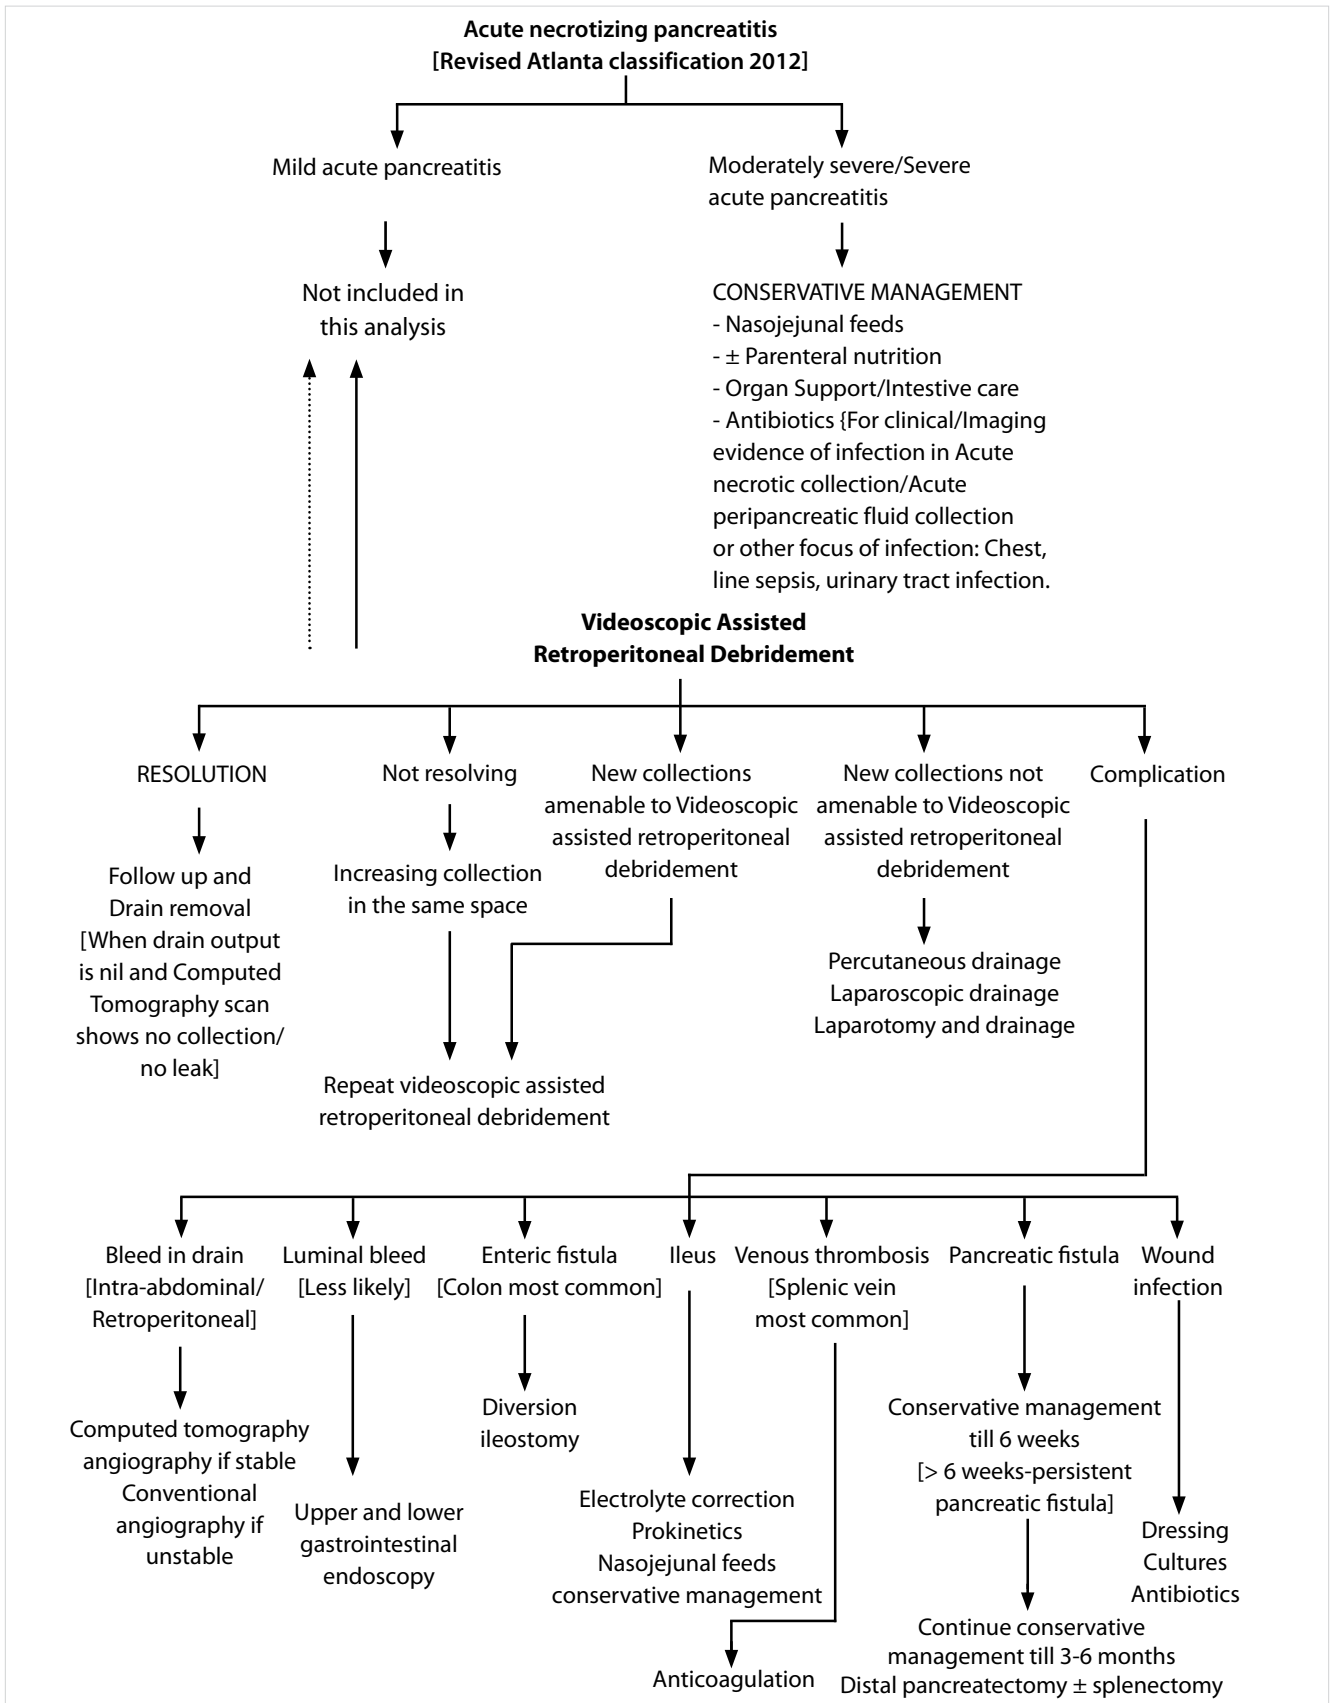 Acute necrotizing pancreatitis
[Revised Atlanta classification 2012]
Mild acute pancreatitis
Moderately severe/Severe
acute pancreatitis
Not included in
this analysis
CONSERVATIVE MANAGEMENT
- Nasojejunal feeds
- ± Parenteral nutrition
- Organ Support/Intestive care
- Antibiotics {For clinical/Imaging
evidence of infection in Acute
necrotic collection/Acute
peripancreatic fluid collection
or other focus of infection: Chest,
line sepsis, urinary tract infection.
Videoscopic Assisted
Retroperitoneal Debridement
RESOLUTION
Follow up and
Drain removal
[When drain output
is nil and Computed
Tomography scan
shows no collection/
no leak]
Not resolving
Increasing collection
in the same space
New collections
amenable to Videoscopic
assisted retroperitoneal
debridement
Repeat videoscopic assisted
retroperitoneal debridement
New collections not
amenable to Videoscopic
assisted retroperitoneal
debridement
Percutaneous drainage
Laparoscopic drainage
Laparotomy and drainage
Complication
Bleed in drain
[Intra-abdominal/
Retroperitoneal]
Computed tomography
angiography if stable
Conventional
angiography if
unstable
Luminal bleed
[Less likely]
Upper and lower
gastrointestinal
endoscopy
Enteric fistula
[Colon most common]
Diversion
ileostomy
Ileus
Electrolyte correction
Prokinetics
Nasojejunal feeds
conservative management
Venous thrombosis
[Splenic vein
most common]
Anticoagulation
Pancreatic fistula
Conservative management
till 6 weeks
[> 6 weeks-persistent
pancreatic fistula]
Continue conservative
management till 3-6 months
Distal pancreatectomy ± splenectomy
Wound
infection
Dressing
Cultures
Antibiotics